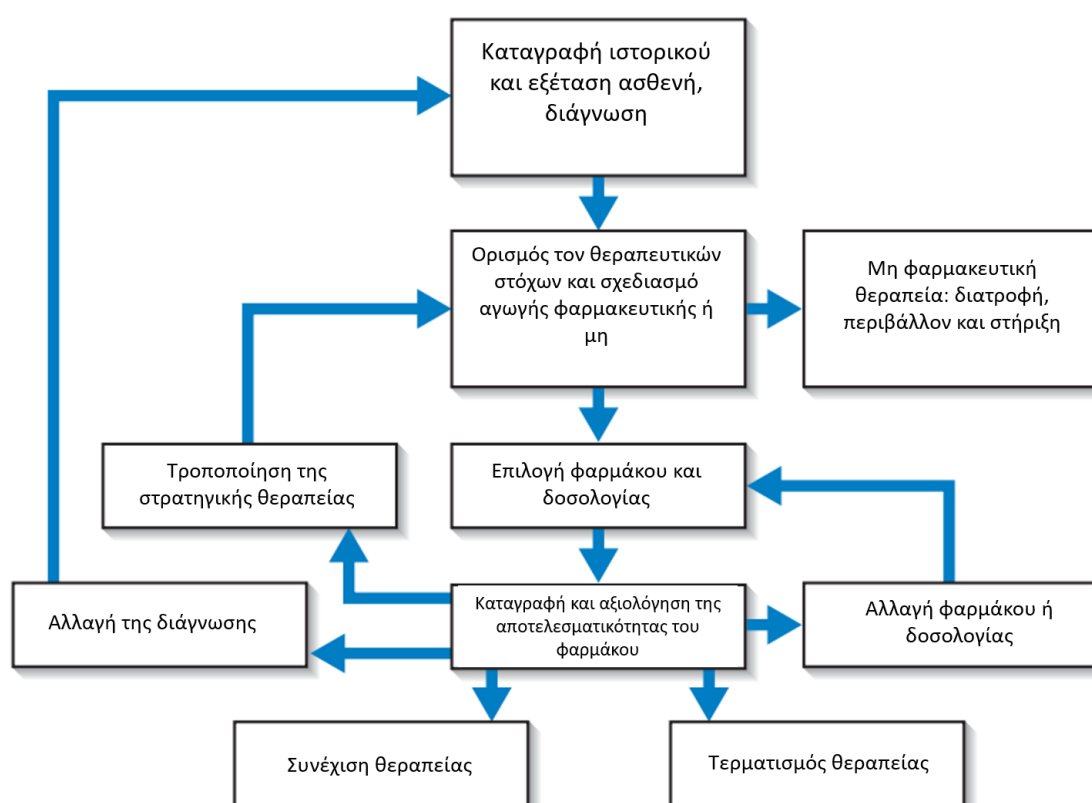 Καταγραφή ιστορικού
και εξέταση ασθενή,
διάγνωση
Ορισμός τον θεραπευτικών
στόχων και σχεδιασμό
αγωγής φαρμακευτικής ή
μη
Μη φαρμακευτική
θεραπεία: διατροφή,
περιβάλλον και στήριξη
Τροποποίηση της
στρατηγικής θεραπείας
Επιλογή φαρμάκου και
δοσολογίας
Αλλαγή της διάγνωσης
Καταγραφή και αξιολόγηση της
αποτελεσματικότητας του
φαρμάκου
Αλλαγή φαρμάκου ή
δοσολογίας
Συνέχιση θεραπείας
Τερματισμός θεραπείας